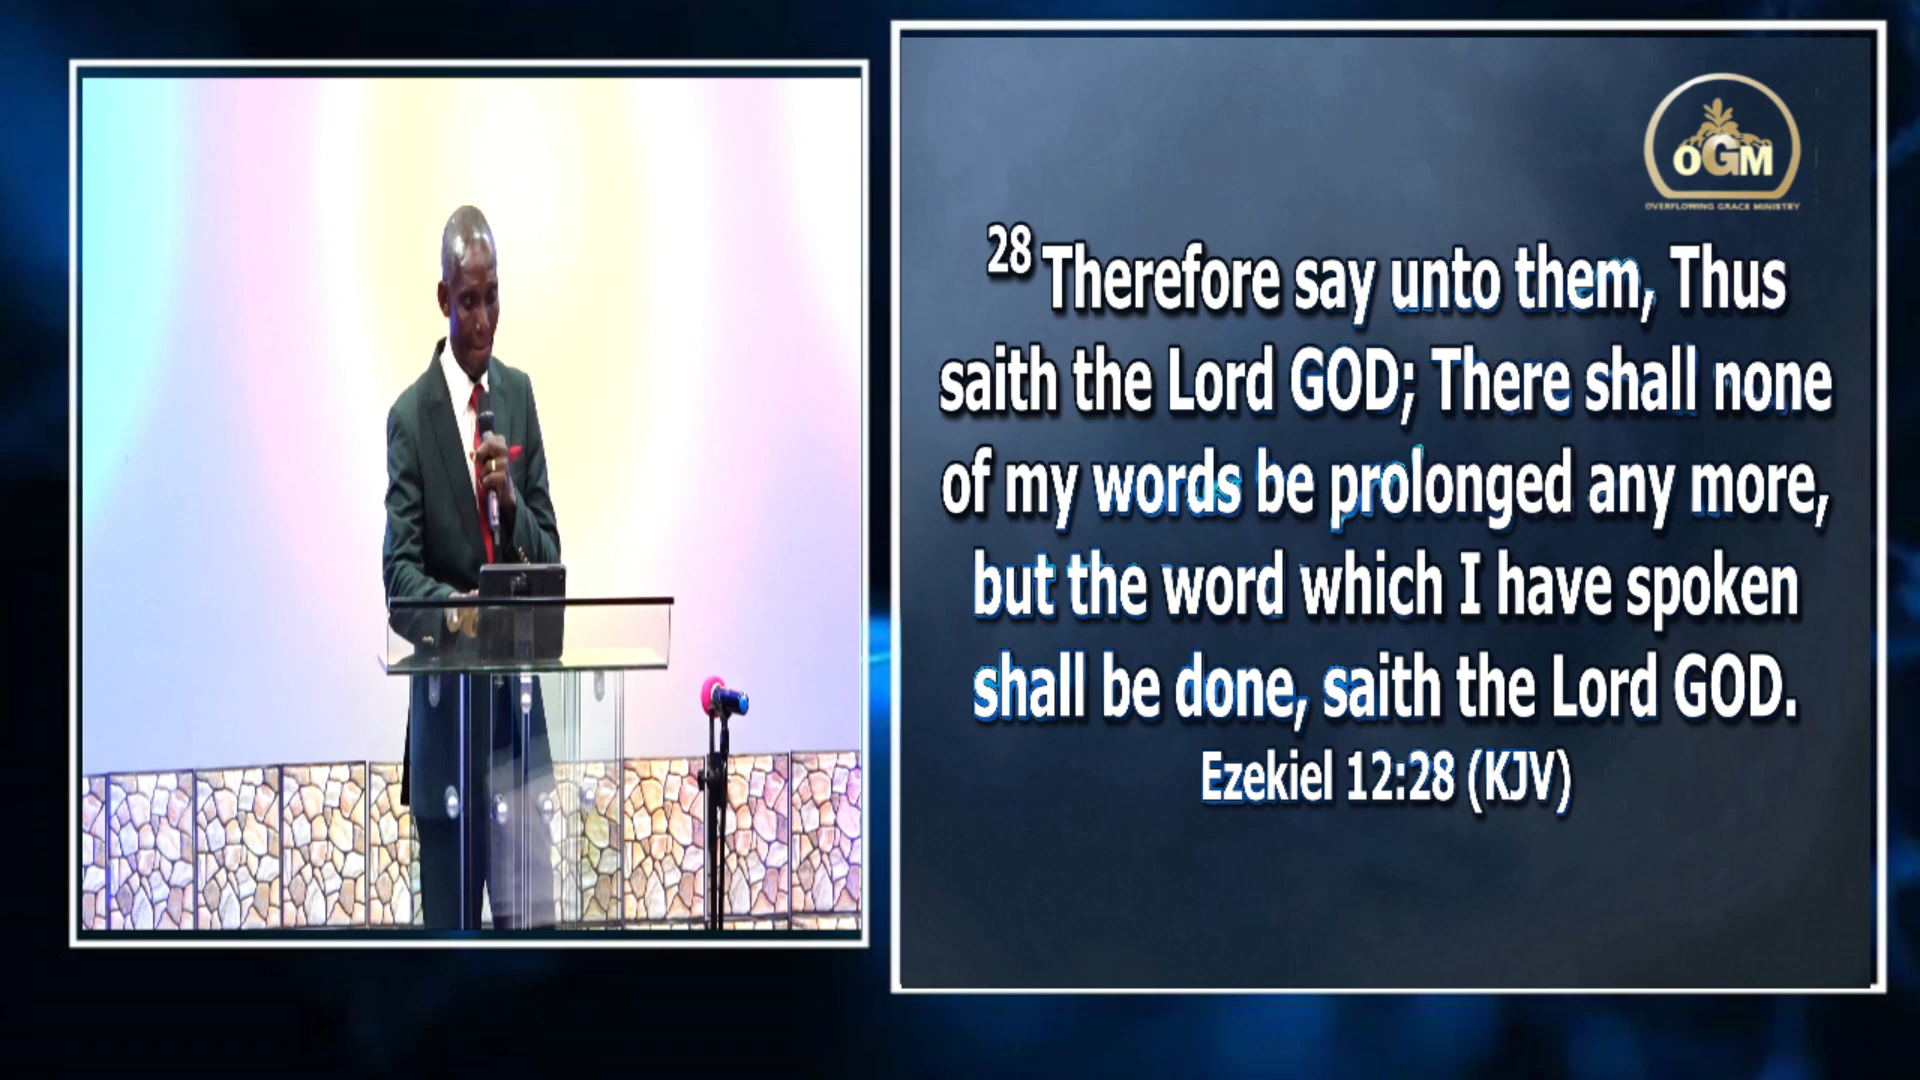 OGM
OVERFLOWING GRACE MINISTRY
28 Therefore say unto them, Thus
saith the Lord GOD; There shall none
of my words be prolonged any more,
but the word which I have spoken
shall be done, saith the Lord GOD.
Ezekiel 12:28 (KJV)